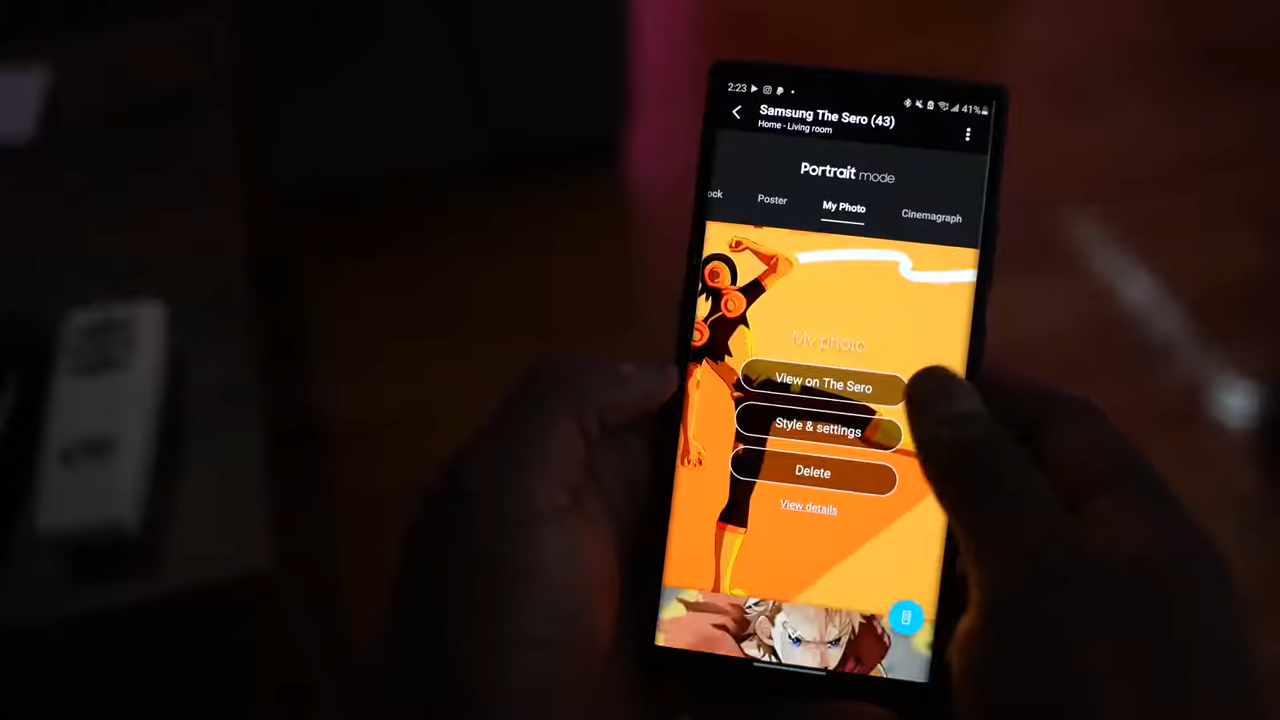 2:23
41%
Samsung The Sero (43)
Home - Living room
Portrait mode
ock
Poster
My Photo
Cinemagraph
My photo
View on The Sero
Style & settings
Delete
View details